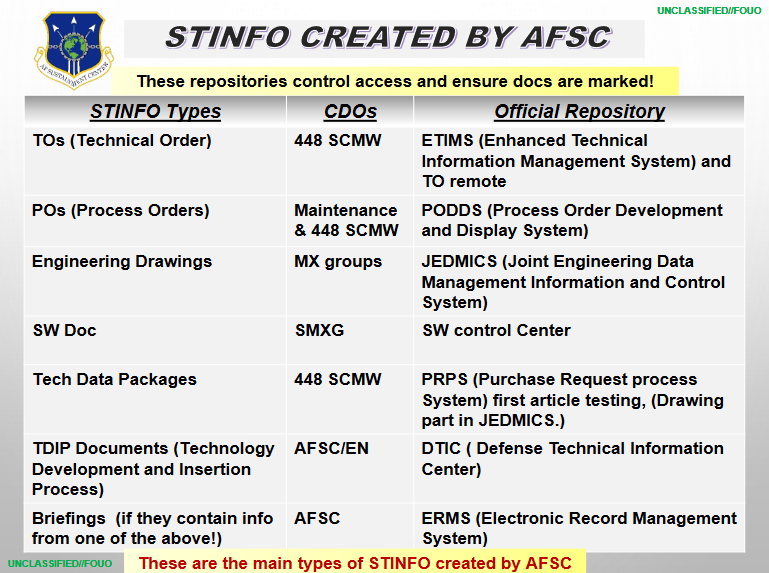 UNCLASSIFIED//FOUO
STINFO CREATED BY AFSC
AF SUSTAINMENT CENTER
These repositories control access and ensure docs are marked!
STINFO Types CDOs Official Repository
TOs (Technical Order) 448 SCMW ETIMS (Enhanced Technical
Information Management System) and
TO remote
POs (Process Orders) Maintenance PODDS (Process Order Development
& 448 SCMW and Display System)
Engineering Drawings MX groups JEDMICS (Joint Engineering Data
Management Information and Control
System)
SW Doc SMXG SW control Center
Tech Data Packages 448 SCMW PRPS (Purchase Request process
System) first article testing, (Drawing
part in JEDMICS.)
TDIP Documents (Technology AFSC/EN DTIC ( Defense Technical Information
Development and Insertion Center)
Process)
Briefings (if they contain info AFSC ERMS (Electronic Record Management
from one of the above!) System)
UNCLASSIFIED//FOUO
These are the main types of STINFO created by AFSC